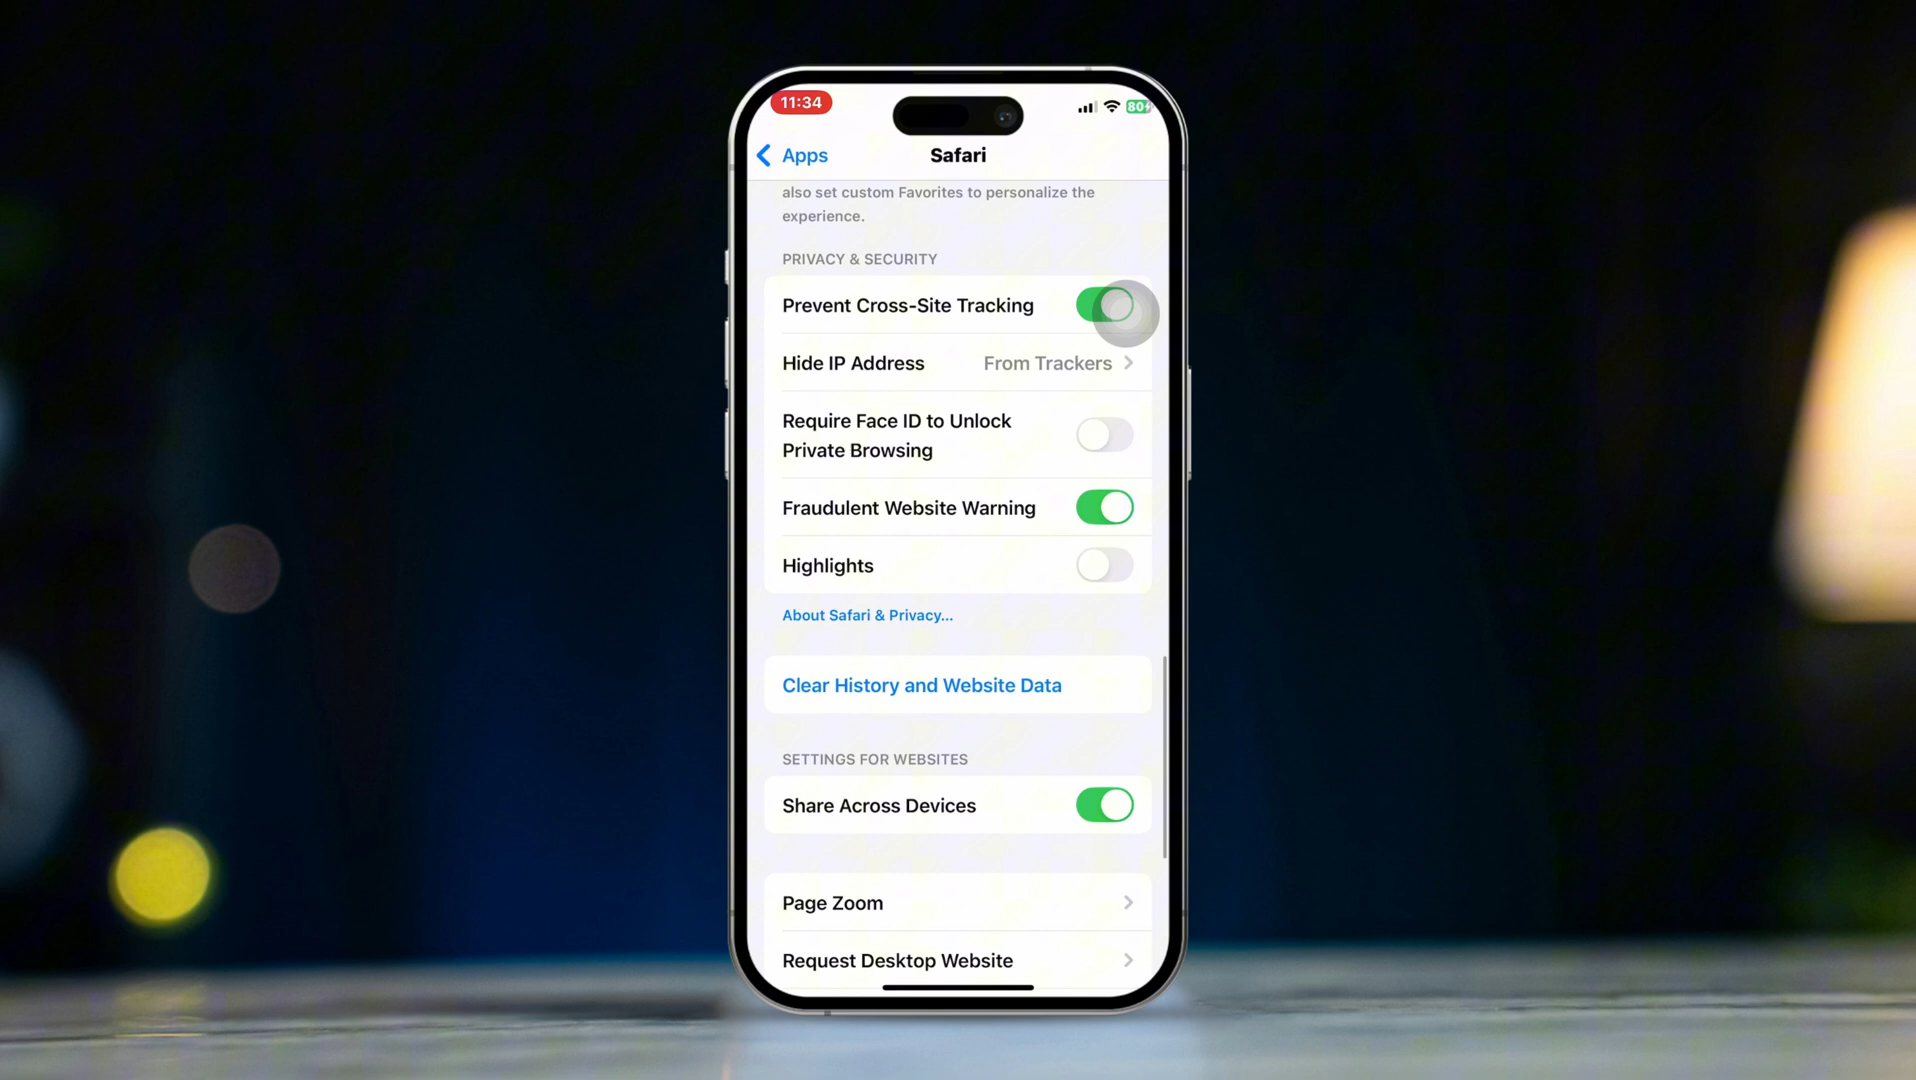 11:34
80
Apps
Safari
also set custom Favorites to personalize the
experience.
PRIVACY & SECURITY
Prevent Cross-Site Tracking
Hide IP Address From Trackers
Require Face ID to Unlock
Private Browsing
Fraudulent Website Warning
Highlights
About Safari & Privacy...
Clear History and Website Data
SETTINGS FOR WEBSITES
Share Across Devices
Page Zoom
Request Desktop Website